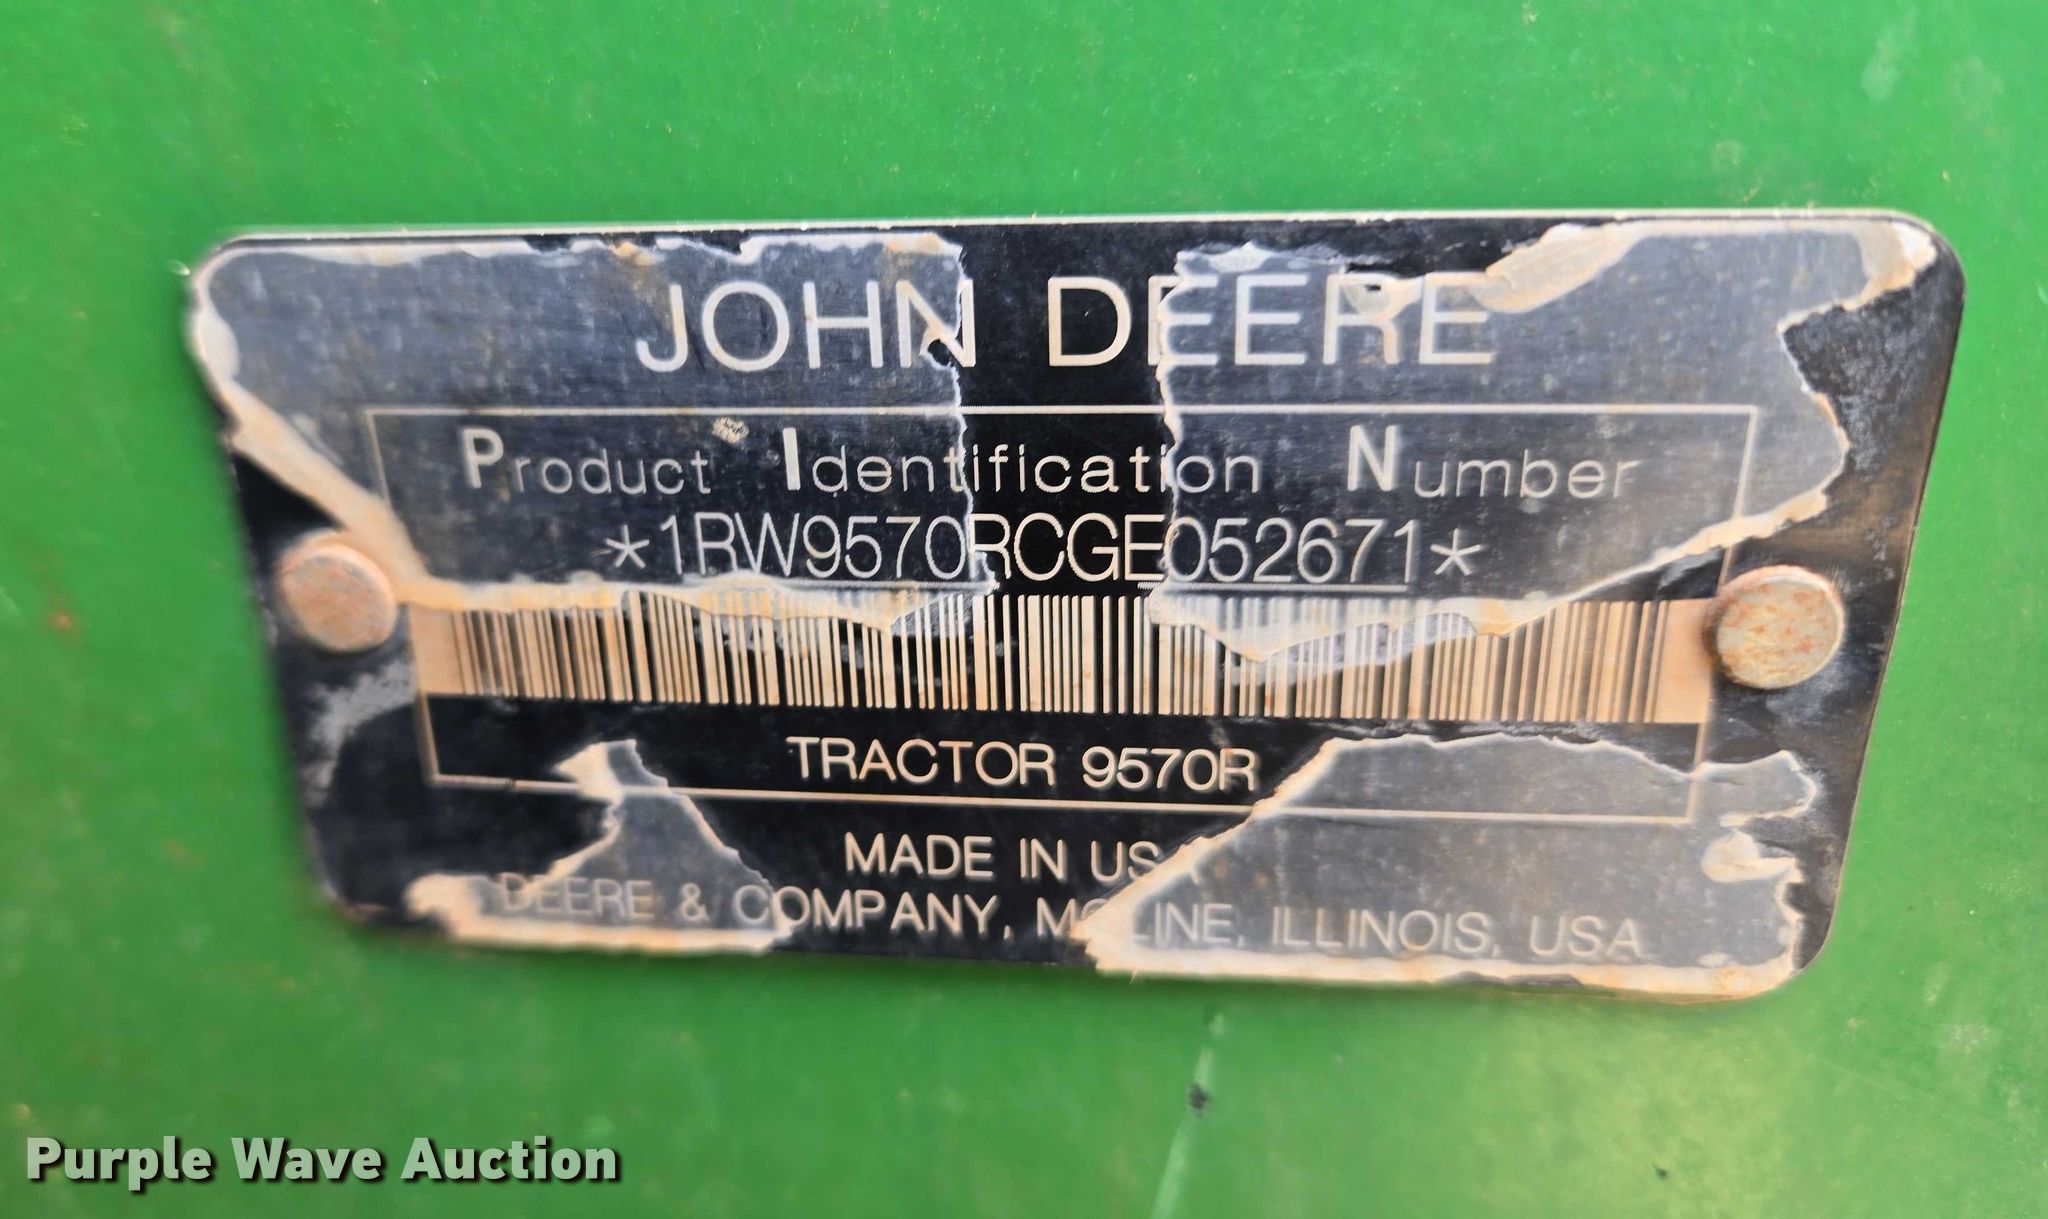 JOHN DEERE
Product Identification Number
*1RW9570RCGE052671*
TRACTOR 9570R
MADE IN USA
DEERE & COMPANY, MOLINE, ILLINOIS, USA
Purple Wave Auction